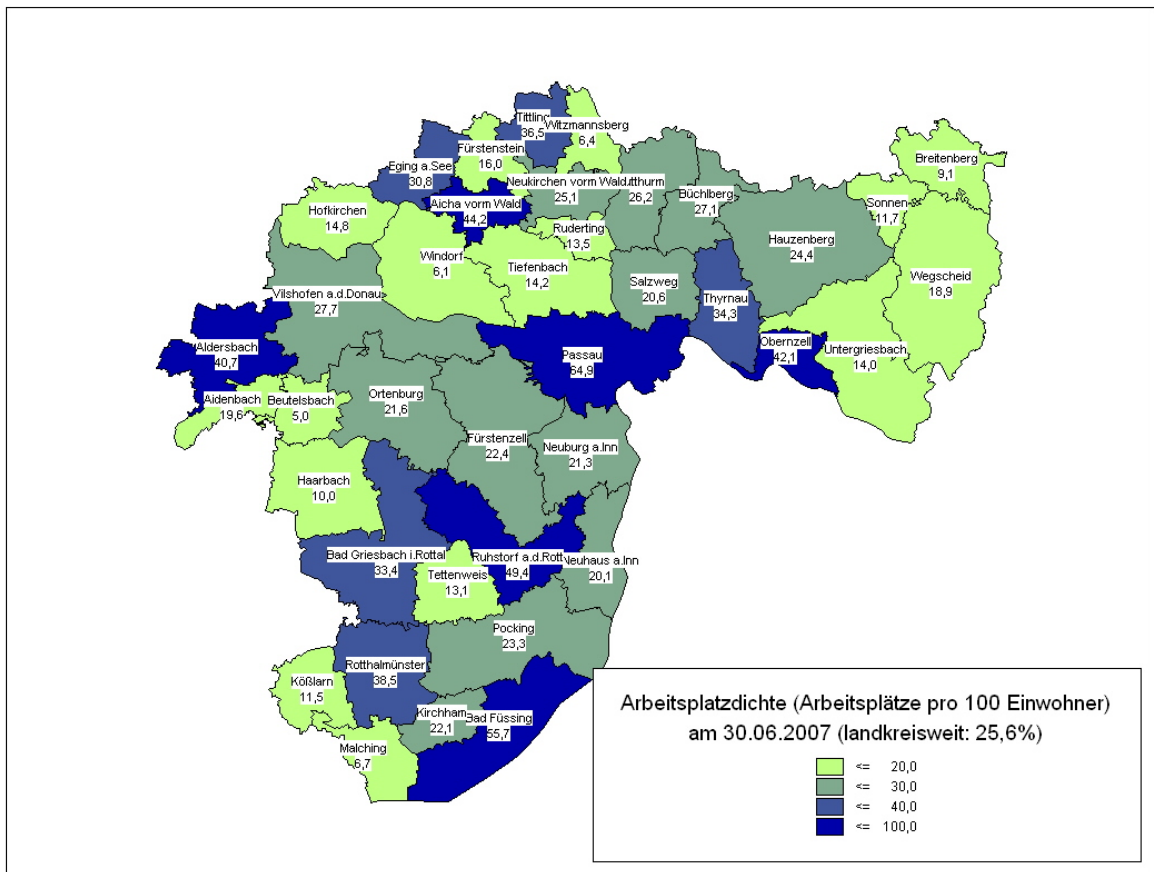 Tittling
36,5
Witzmannsberg
6,4
Fürstenstein
16,0
Eging a.See
30,8
Breitenberg
9,1
Neukirchen vorm Wald
25,1
tthurm
26,2
Büchlberg
27,1
Aicha vorm Wald
44,2
Sonnen
11,7
Hofkirchen
14,8
Ruderting
13,5
Hauzenberg
24,4
Windorf
6,1
Tiefenbach
14,2
Salzweg
20,6
Wegscheid
18,9
Vilshofen a.d.Donau
27,7
Thyrnau
34,3
Aldersbach
40,7
Passau
64,9
Obernzell
42,1
Untergriesbach
14,0
Aidenbach
19,6
Beutelsbach
5,0
Ortenburg
21,6
Fürstenzell
22,4
Neuburg a.Inn
21,3
Haarbach
10,0
Bad Griesbach i.Rottal
33,4
Ruhstorf a.d.Rott
49,4
Neuhaus a.Inn
20,1
Tettenweis
13,1
Pocking
23,3
Rotthalmünster
38,5
Kößlarn
11,5
Kirchham
22,1
Bad Füssing
55,7
Malching
6,7
Arbeitsplatzdichte (Arbeitsplätze pro 100 Einwohner)
am 30.06.2007 (landkreisweit: 25,6%)
<= 20,0
<= 30,0
<= 40,0
<= 100,0